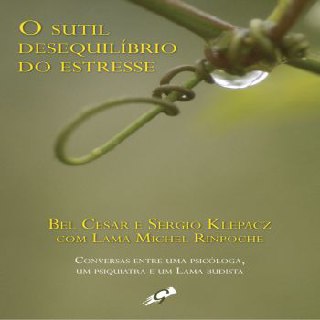 O SUTIL
DESEQUILÍBRIO
DO ESTRESSE
BEL CESAR E SERGIO KLEPACZ
COM LAMA MICHEL RINPOCHE
CONVERSAS ENTRE UMA PSICÓLOGA,
UM PSIQUIATRA E UM LAMA BUDISTA